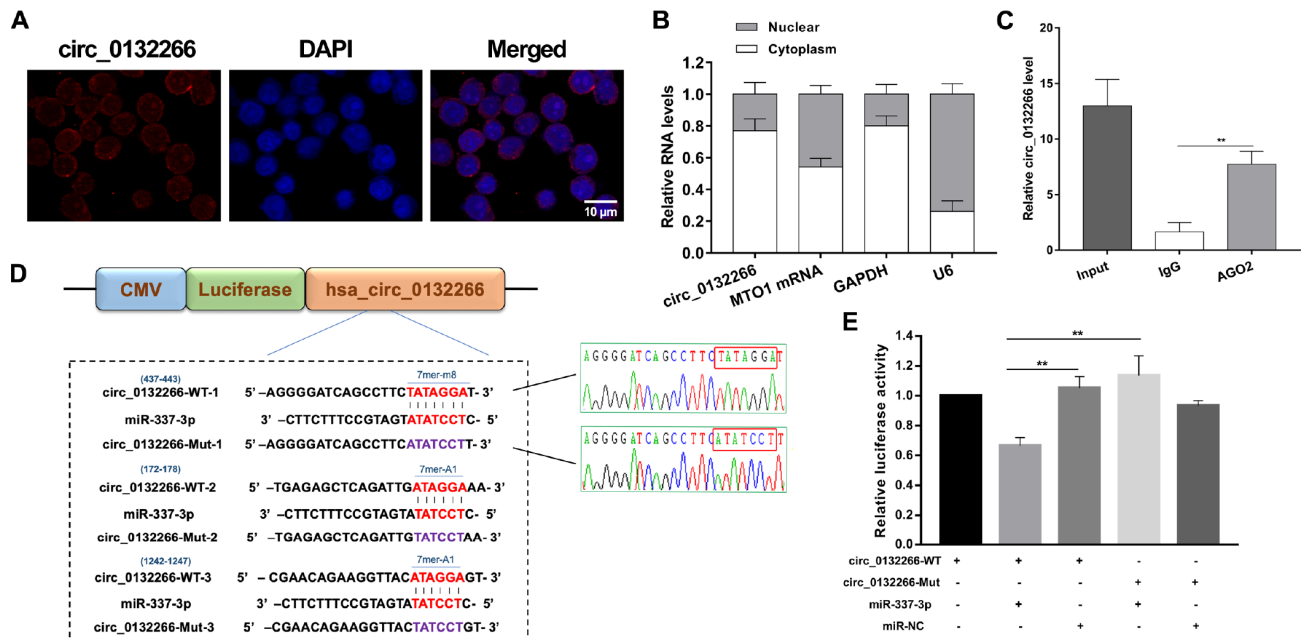 A
circ_0132266
DAPI
Merged
10 µm
B
Nuclear
Cytoplasm
Relative RNA levels
1.2
1.0
0.8
0.6
0.4
0.2
0.0
circ_0132266
MTO1 mRNA
GAPDH
U6
C
Relative circ_0132266 level
20
15
10
5
0
**
Input
IgG
AGO2
D
CMV
Luciferase
hsa_circ_0132266
(437-443)
7mer-m8
circ_0132266-WT-1 5’ –AGGGGATCAGCCTTCTATAGGAT- 3’
miR-337-3p 3’ –CTTCTTTCCGTAGTATATCCTC- 5’
circ_0132266-Mut-1 5’ –AGGGGATCAGCCTTCATATCCTT- 3’
(172-178)
7mer-A1
circ_0132266-WT-2 5’ –TGAGAGCTCAGATTGATAGGAAA- 3’
miR-337-3p 3’ –CTTCTTTCCGTAGTATATCCTC- 5’
circ_0132266-Mut-2 5’ –TGAGAGCTCAGATTGTATCCTAA- 3’
(1242-1247)
7mer-A1
circ_0132266-WT-3 5’ –CGAACAGAAGGTTACATAGGAGT- 3’
miR-337-3p 3’ –CTTCTTTCCGTAGTATATCCTC- 5’
circ_0132266-Mut-3 5’ –CGAACAGAAGGTTACTATCCTGT- 3’
AGGGGATCAGCCTTCTATAGGAT
AGGGGATCAGCCTTCATATCCTT
E
Relative luciferase activity
1.4
1.2
1.0
0.8
0.6
0.4
0.2
0.0
**
**
circ_0132266-WT + + + - -
circ_0132266-Mut - - - + +
miR-337-3p - + - + -
miR-NC - - + - +